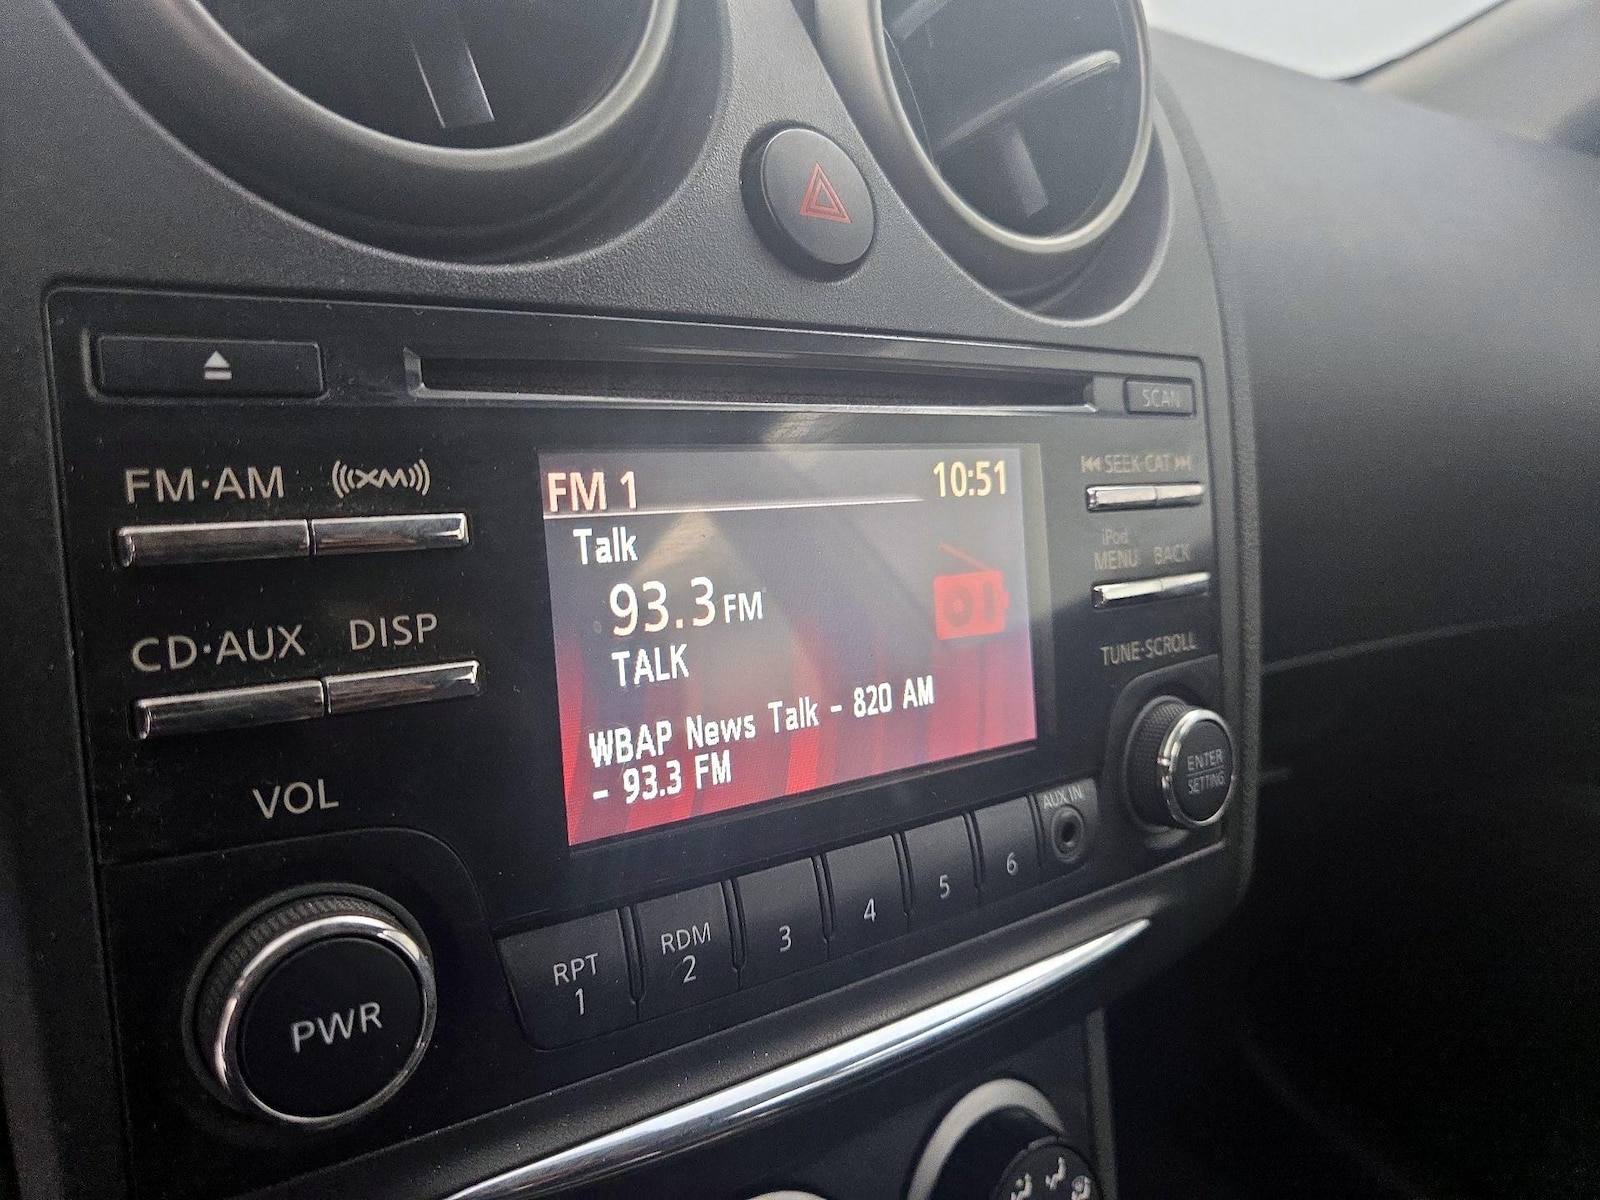 SCAN
FM·AM
((XM))
SEEK·CAT
FM 1
10:51
Talk
93.3 FM
TALK
WBAP News Talk - 820 AM
- 93.3 FM
iPod
MENU BACK
CD·AUX
DISP
TUNE·SCROLL
ENTER
SETTING
VOL
PWR
RPT
1
RDM
2
3
4
5
6
AUX IN